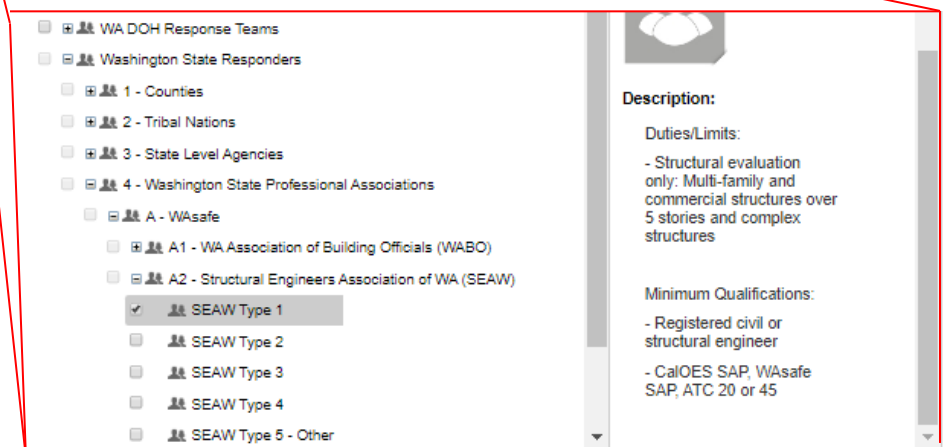 WA DOH Response Teams
Washington State Responders
1 - Counties
2 - Tribal Nations
3 - State Level Agencies
4 - Washington State Professional Associations
A - WAsafe
A1 - WA Association of Building Officials (WABO)
A2 - Structural Engineers Association of WA (SEAW)
SEAW Type 1
SEAW Type 2
SEAW Type 3
SEAW Type 4
SEAW Type 5 - Other
Description:
Duties/Limits:
- Structural evaluation
only: Multi-family and
commercial structures over
5 stories and complex
structures
Minimum Qualifications:
- Registered civil or
structural engineer
- CalOES SAP, WAsafe
SAP, ATC 20 or 45